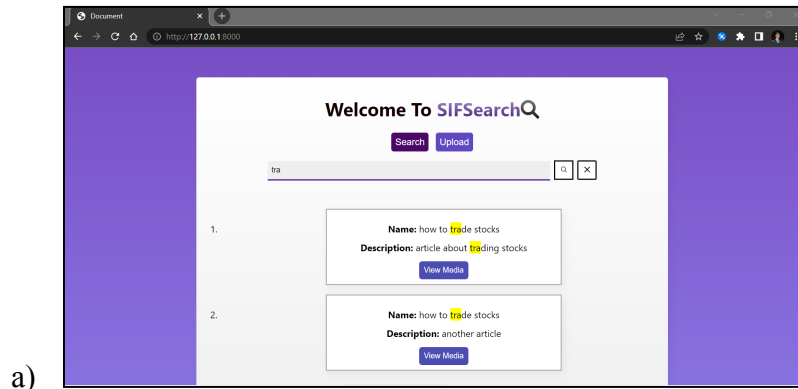 Document
http://127.0.0.1:8000
Welcome To SIFSearch
Search Upload
tra
1.
Name: how to trade stocks
Description: article about trading stocks
View Media
2.
Name: how to trade stocks
Description: another article
View Media
a)